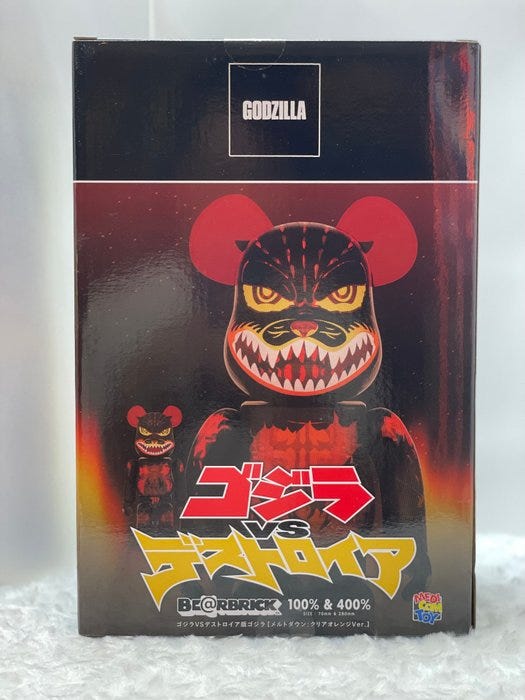 GODZILLA
ゴジラ
VS
デストロイア
BE@RBRICK 100% & 400%
SIZE : 70mm & 280mm
ゴジラVSデストロイア版ゴジラ【メルトダウン:クリアオレンジVer.】
MEDI
COM
TOY